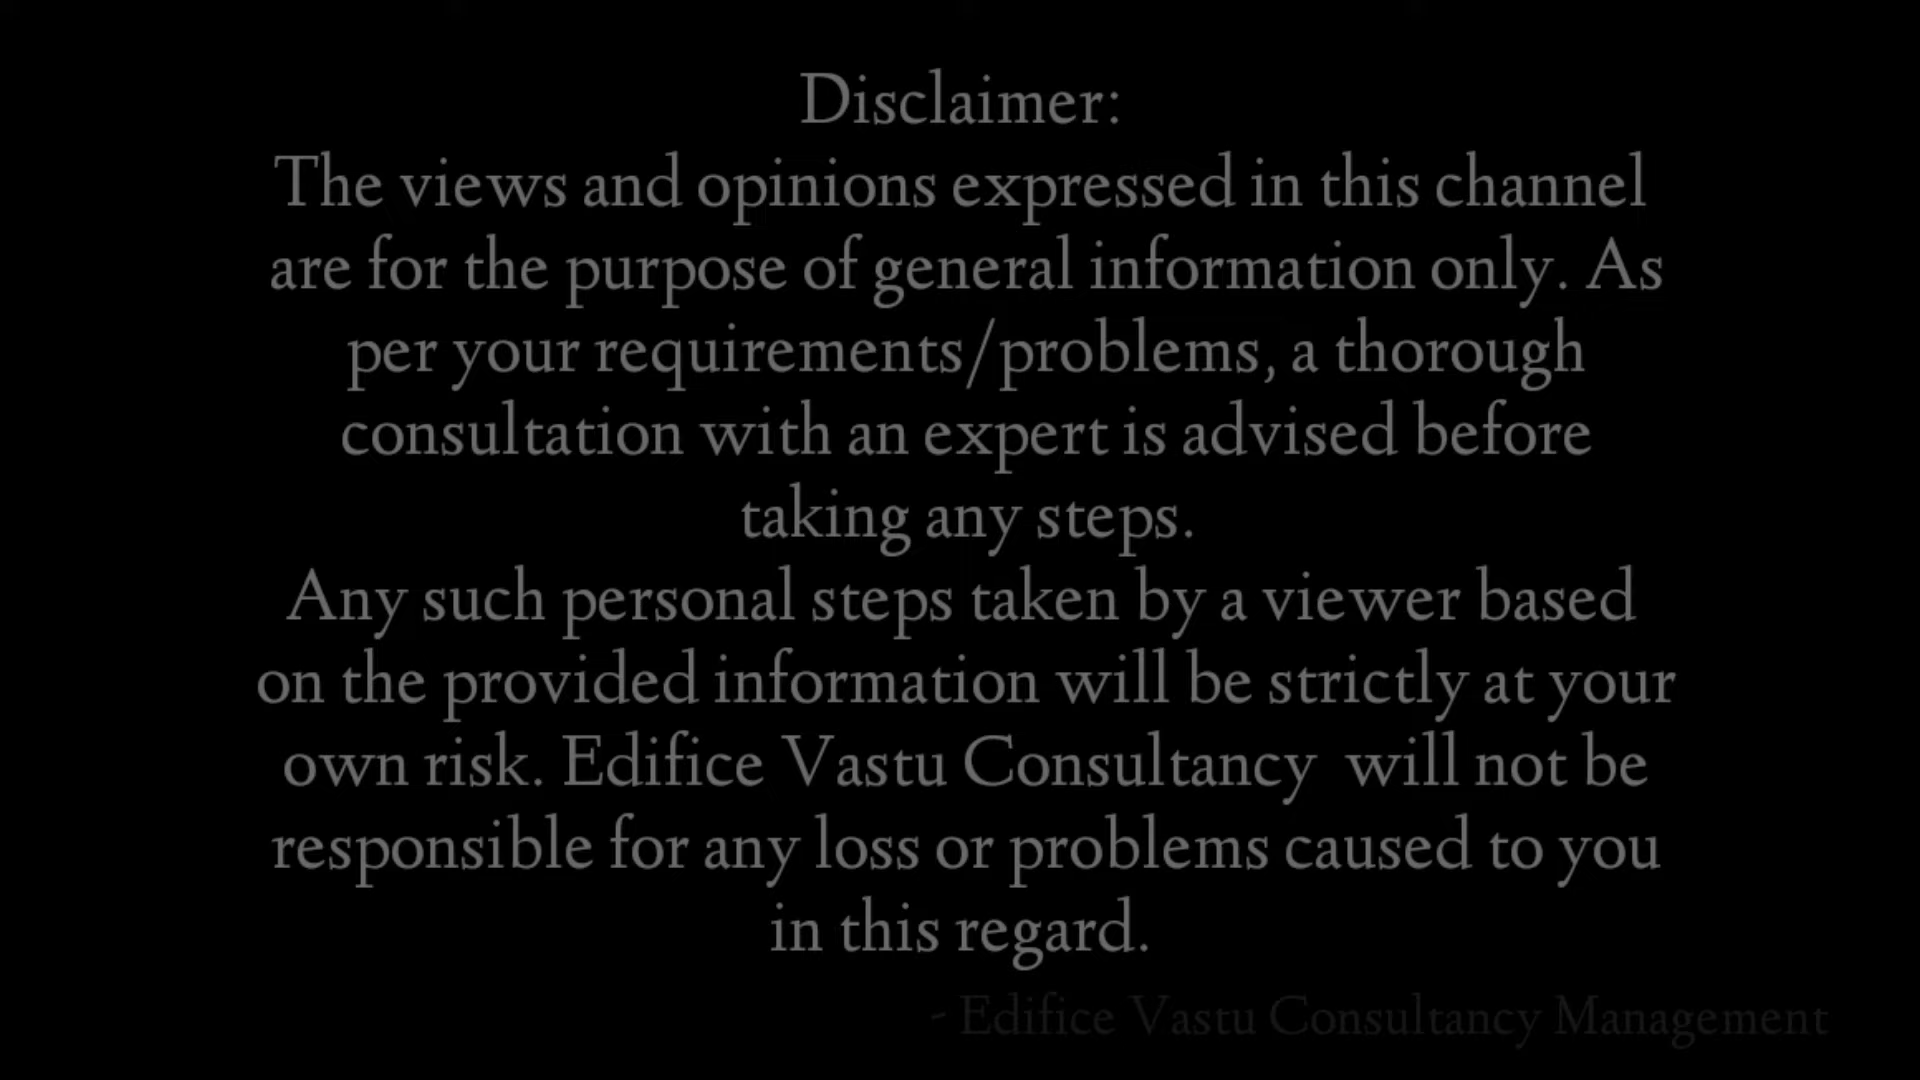 Disclaimer:
The views and opinions expressed in this channel
are for the purpose of general information only. As
per your requirements/problems, a thorough
consultation with an expert is advised before
taking any steps.
Any such personal steps taken by a viewer based
on the provided information will be strictly at your
own risk. Edifice Vastu Consultancy  will not be
responsible for any loss or problems caused to you
in this regard.
- Edifice Vastu Consultancy Management